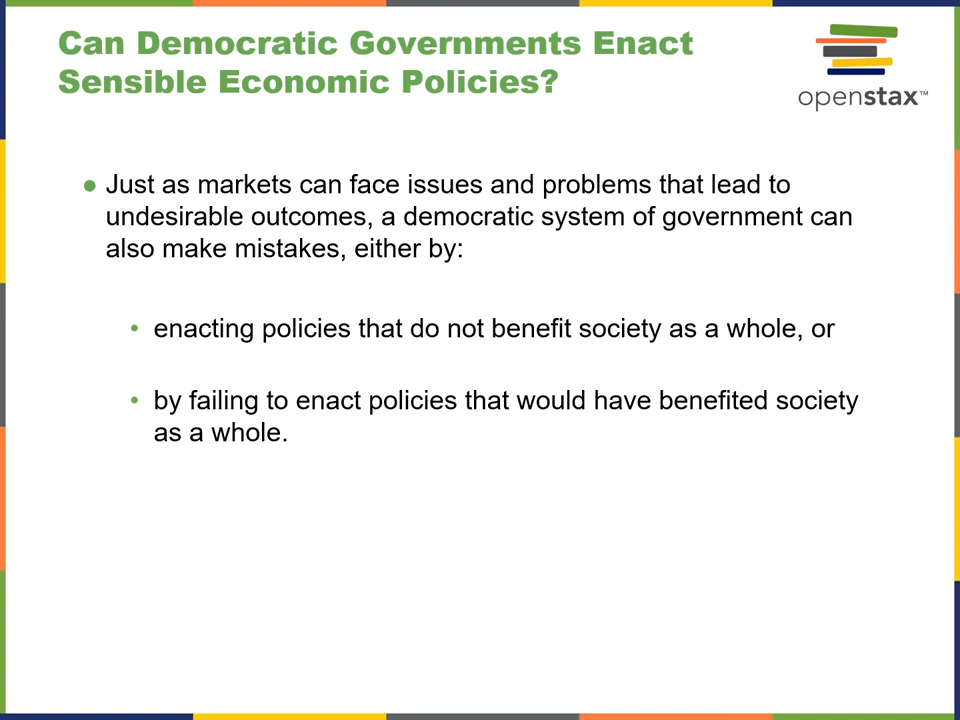 Can Democratic Governments Enact
Sensible Economic Policies?
openstax™
● Just as markets can face issues and problems that lead to
undesirable outcomes, a democratic system of government can
also make mistakes, either by:
• enacting policies that do not benefit society as a whole, or
• by failing to enact policies that would have benefited society
as a whole.